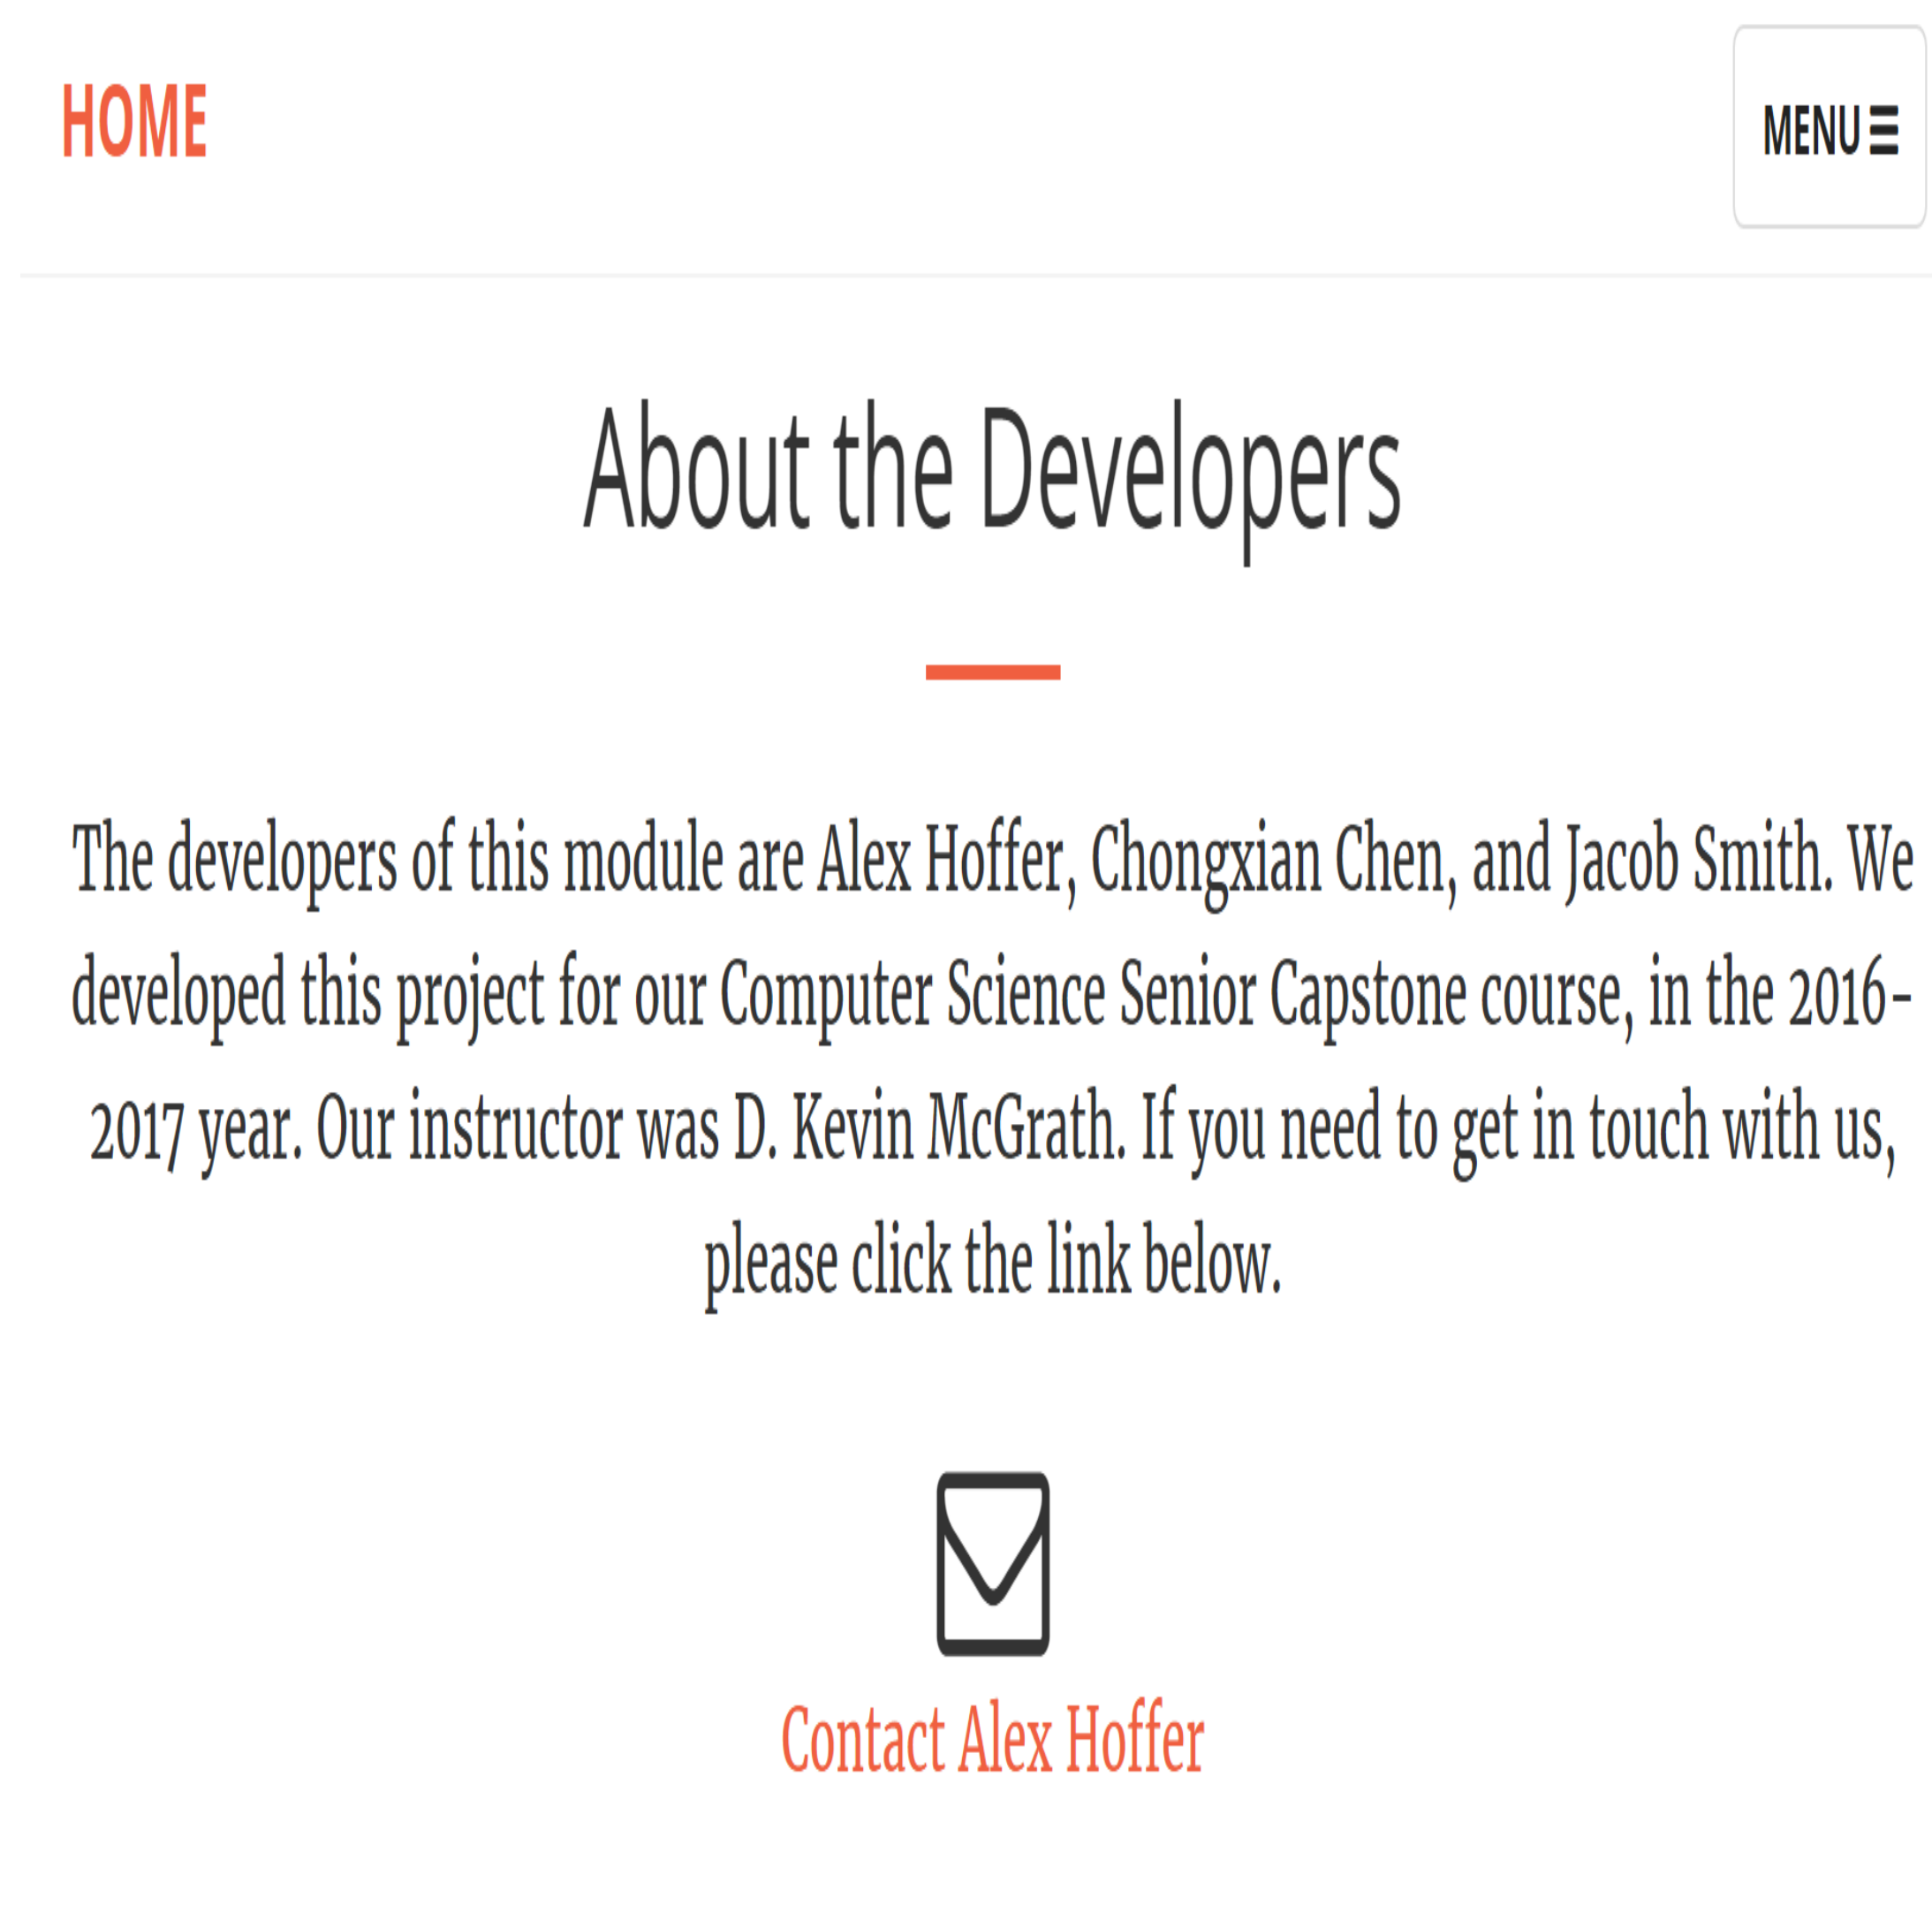 HOME
MENU
About the Developers
The developers of this module are Alex Hoffer, Chongxian Chen, and Jacob Smith. We
developed this project for our Computer Science Senior Capstone course, in the 2016-
2017 year. Our instructor was D. Kevin McGrath. If you need to get in touch with us,
please click the link below.
Contact Alex Hoffer